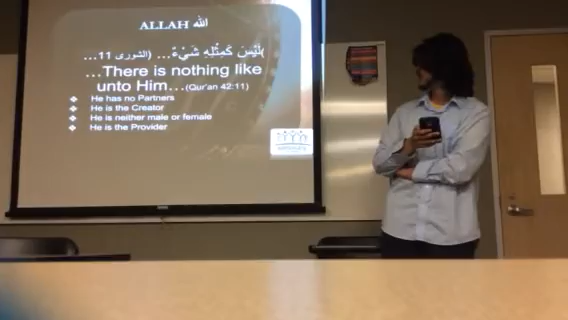 ALLAH الله
...(11 الشورى) ...لَيْسَ كَمِثْلِهِ شَيْءٌ)
...There is nothing like
unto Him...(Qur'an 42:11)
❖ He has no Partners
❖ He is the Creator
❖ He is neither male or female
❖ He is the Provider